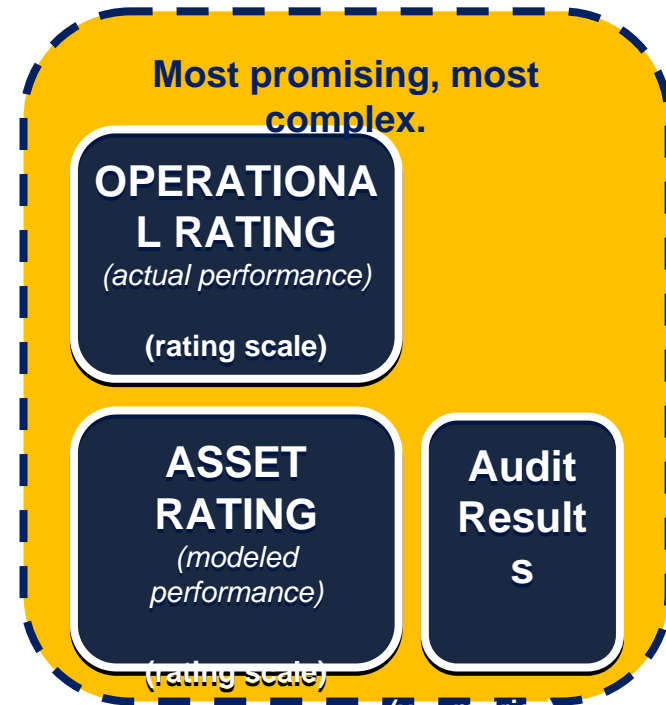 Most promising, most
complex.
OPERATIONA
L RATING
(actual performance)
(rating scale)
ASSET
RATING
(modeled
performance)
(rating scale)
Audit
Result
s